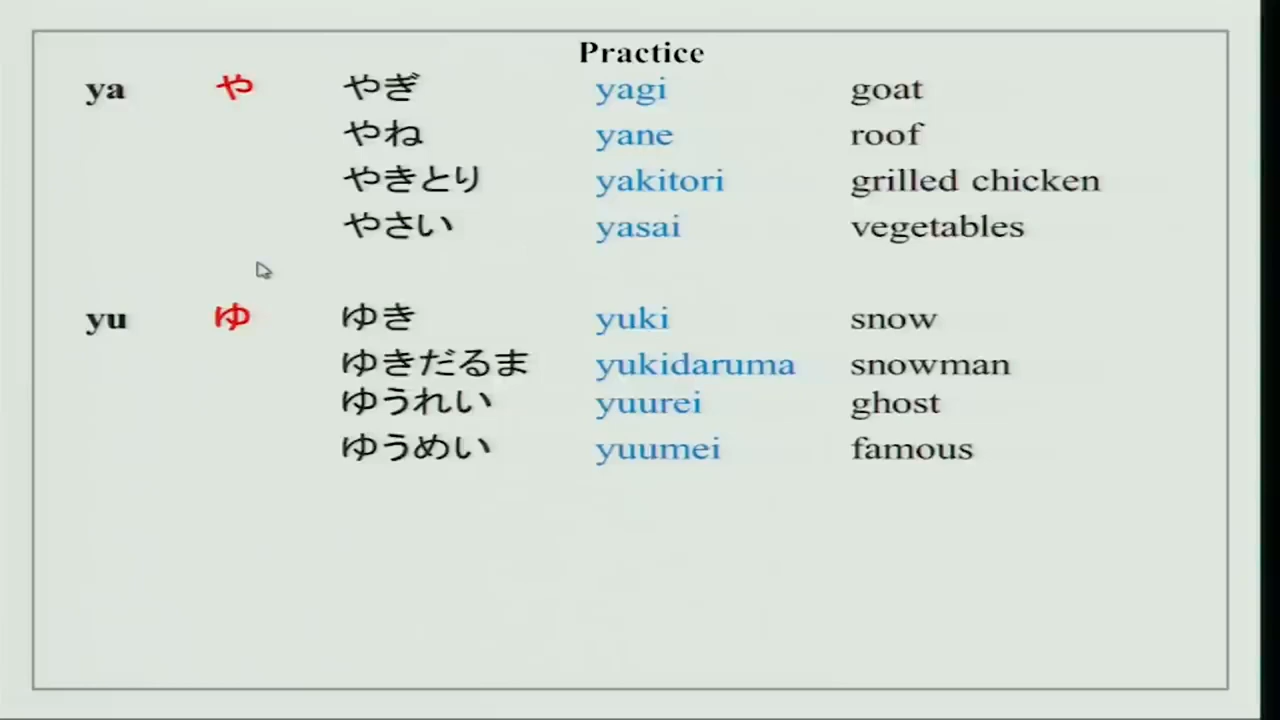 Practice
ya や やぎ yagi goat
やね yane roof
やきとり yakitori grilled chicken
やさい yasai vegetables
yu ゆ ゆき yuki snow
ゆきだるま yukidaruma snowman
ゆうれい yuurei ghost
ゆうめい yuumei famous